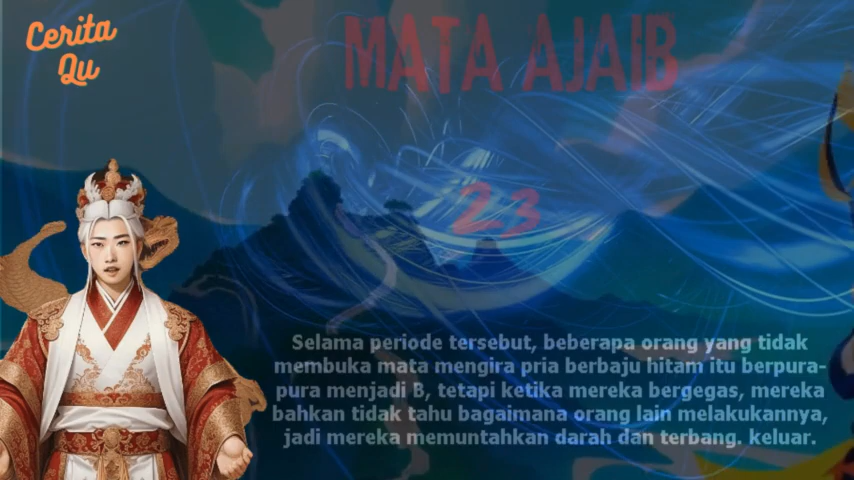 Cerita
Qu
MATA AJAIB
2-3
Selama periode tersebut, beberapa orang yang tidak
membuka mata mengira pria berbaju hitam itu berpura-
pura menjadi B, tetapi ketika mereka bergegas, mereka
bahkan tidak tahu bagaimana orang lain melakukannya,
jadi mereka memuntahkan darah dan terbang. keluar.